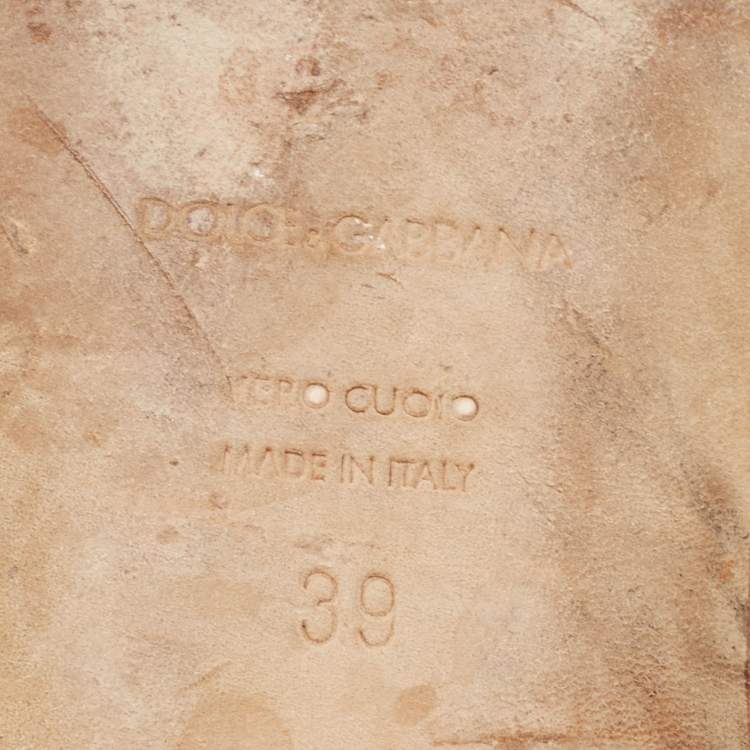 DOLCE & GABBANA
VERO CUOIO
MADE IN ITALY
39